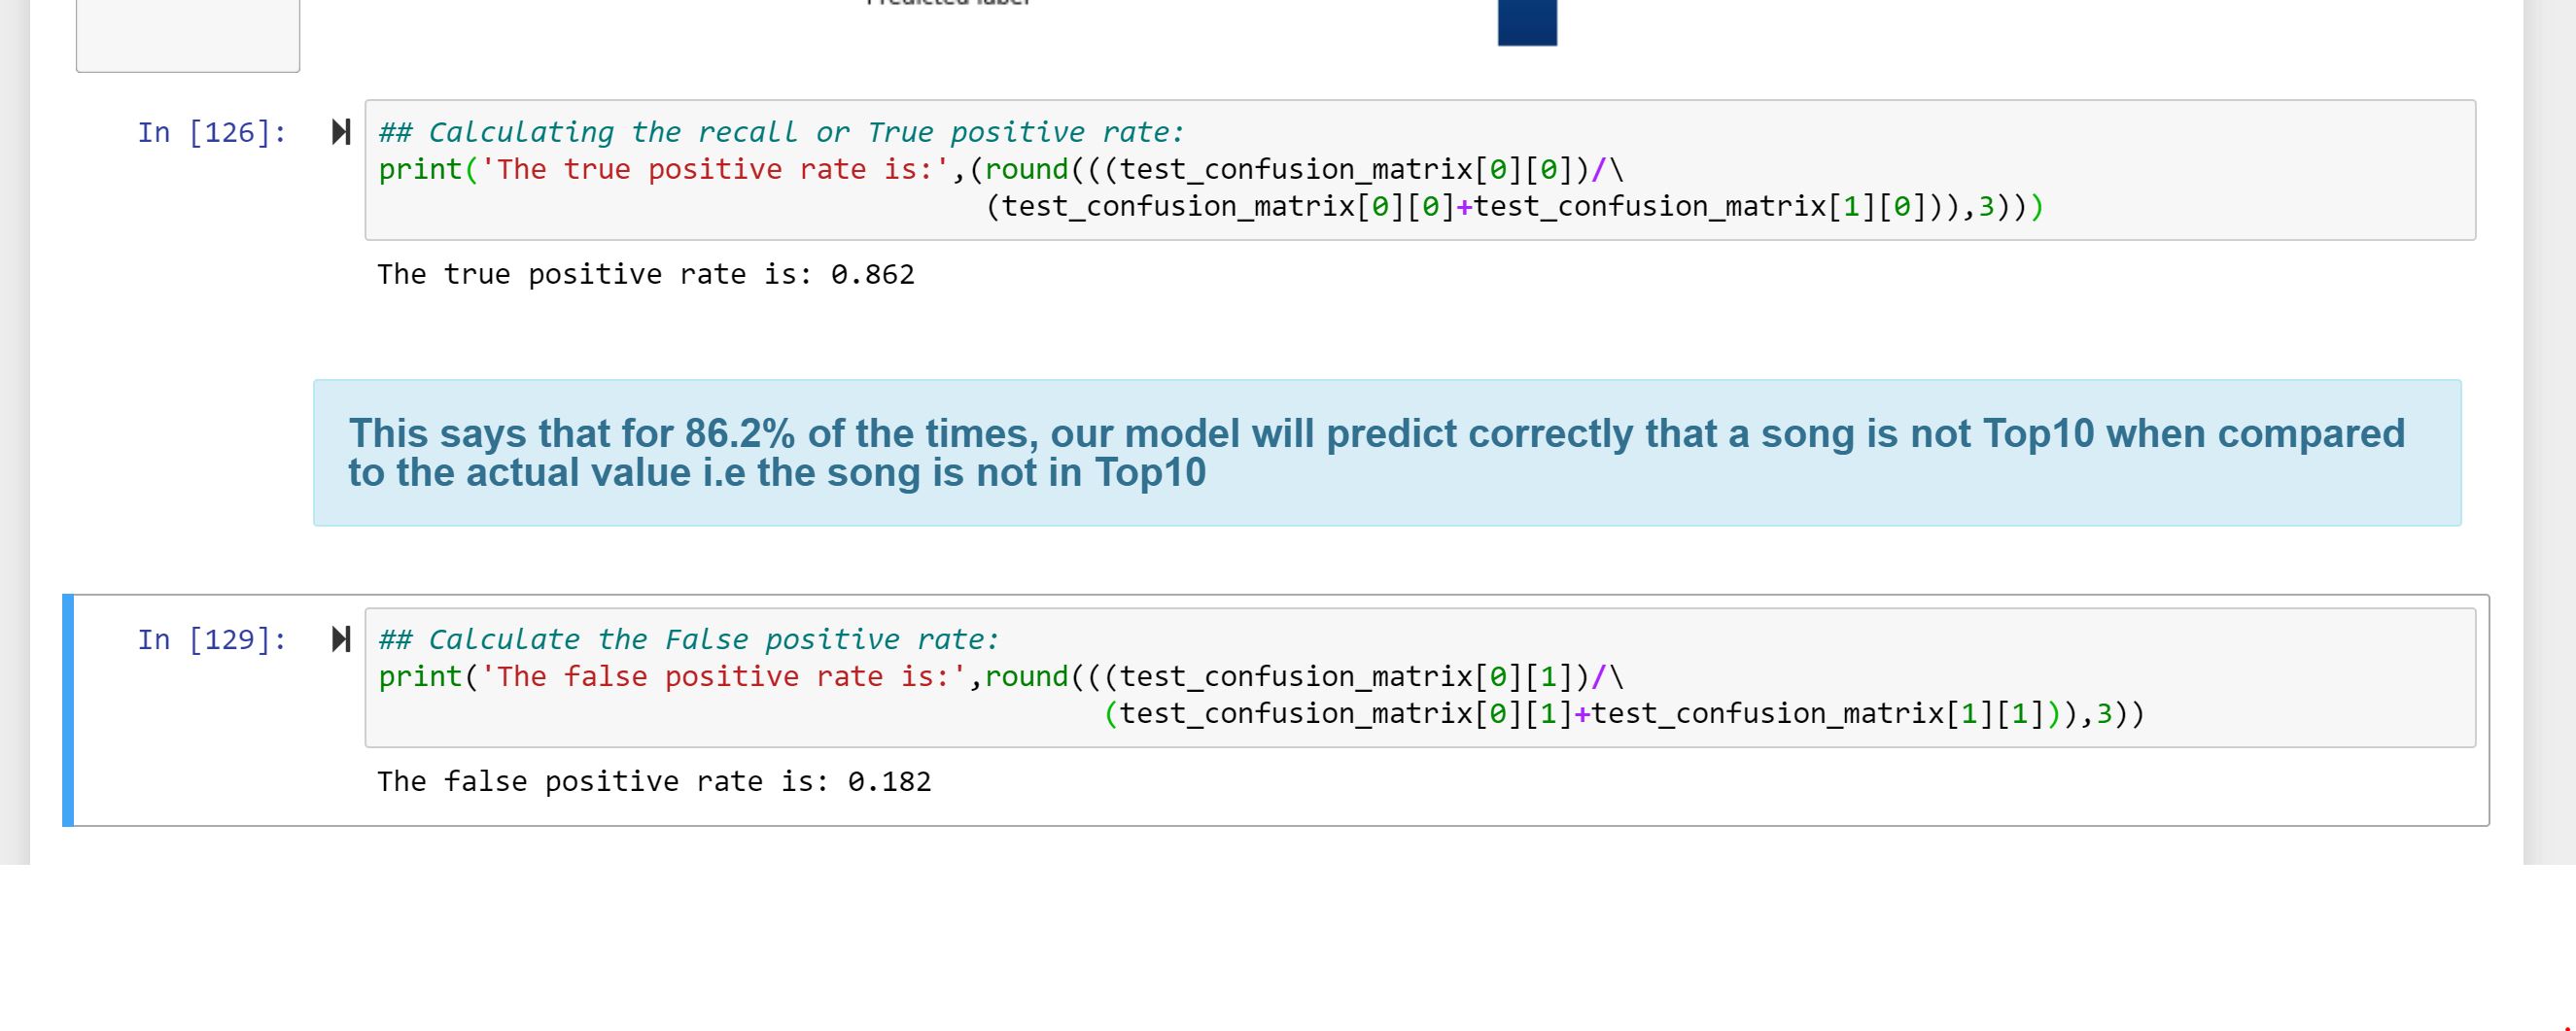 In [126]:
## Calculating the recall or True positive rate:
print('The true positive rate is:',(round(((test_confusion_matrix[0][0])/\
(test_confusion_matrix[0][0]+test_confusion_matrix[1][0])),3)))
The true positive rate is: 0.862
This says that for 86.2% of the times, our model will predict correctly that a song is not Top10 when compared
to the actual value i.e the song is not in Top10
In [129]:
## Calculate the False positive rate:
print('The false positive rate is:',round(((test_confusion_matrix[0][1])/\
(test_confusion_matrix[0][1]+test_confusion_matrix[1][1])),3))
The false positive rate is: 0.182